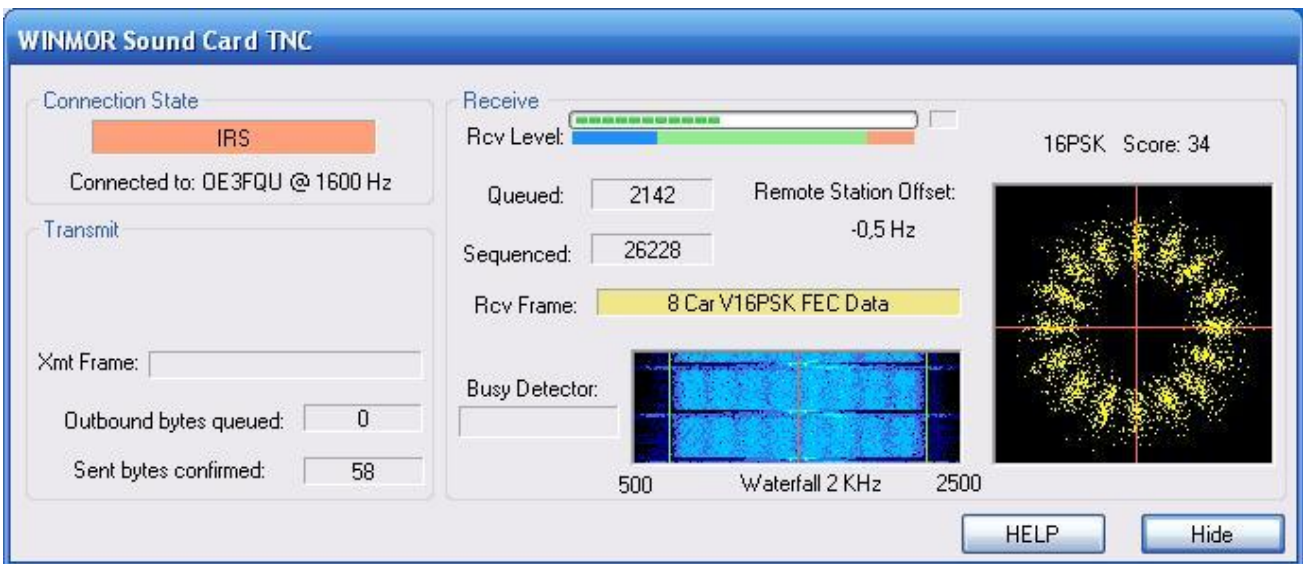 WINMOR Sound Card TNC
Connection State
IRS
Connected to: OE3FQU @ 1600 Hz
Transmit
Xmt Frame:
Outbound bytes queued: 0
Sent bytes confirmed: 58
Receive
Rcv Level:
16PSK Score: 34
Queued: 2142
Remote Station Offset:
-0,5 Hz
Sequenced: 26228
Rcv Frame: 8 Car V16PSK FEC Data
Busy Detector:
500 Waterfall 2 KHz 2500
HELP Hide